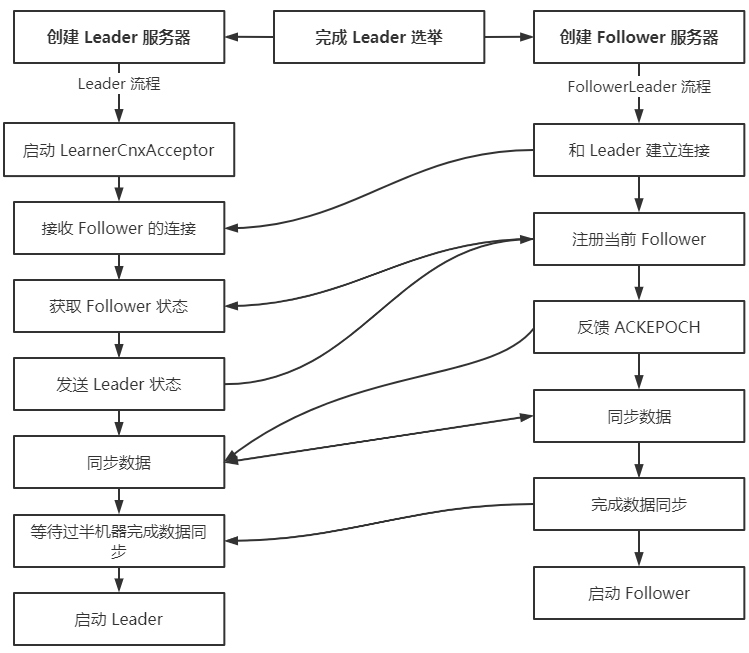 创建 Leader 服务器
完成 Leader 选举
创建 Follower 服务器
Leader 流程
FollowerLeader 流程
启动 LearnerCnxAcceptor
和 Leader 建立连接
接收 Follower 的连接
注册当前 Follower
获取 Follower 状态
反馈 ACKEPOCH
发送 Leader 状态
同步数据
同步数据
完成数据同步
等待过半机器完成数据同
步
启动 Follower
启动 Leader